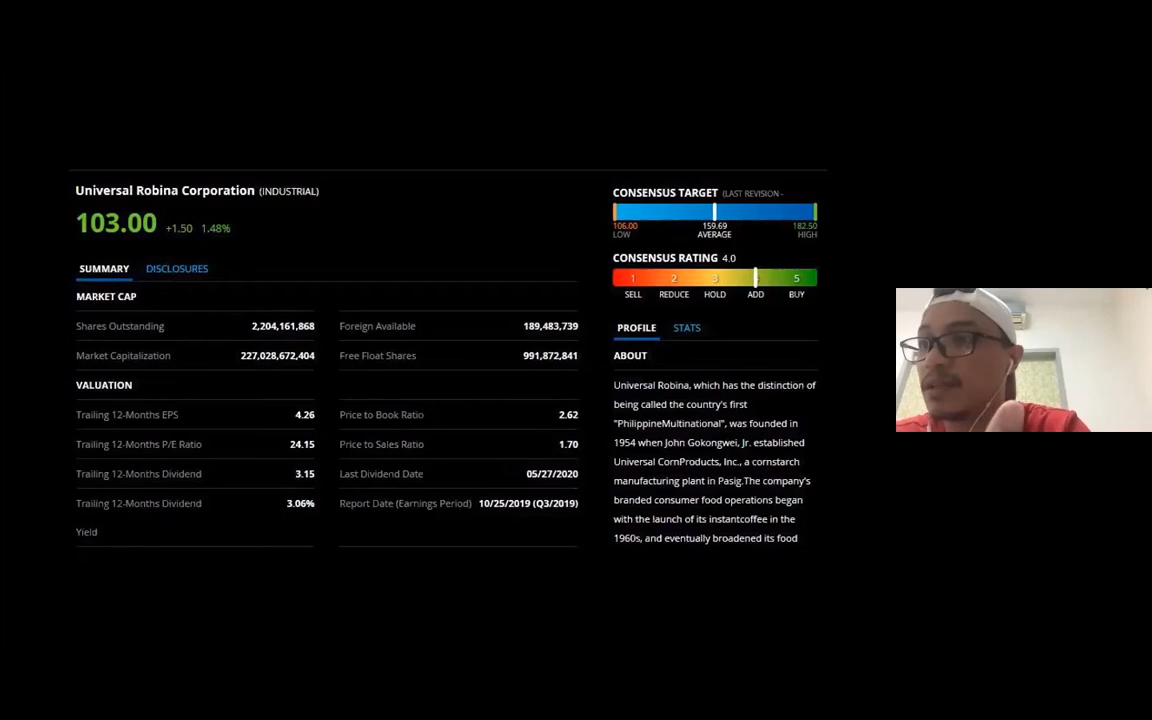 Universal Robina Corporation (INDUSTRIAL)
103.00 +1.50 1.48%
SUMMARY DISCLOSURES
MARKET CAP
Shares Outstanding 2,204,161,868 Foreign Available 189,483,739
Market Capitalization 227,028,672,404 Free Float Shares 991,872,841
VALUATION
Trailing 12-Months EPS 4.26 Price to Book Ratio 2.62
Trailing 12-Months P/E Ratio 24.15 Price to Sales Ratio 1.70
Trailing 12-Months Dividend 3.15 Last Dividend Date 05/27/2020
Trailing 12-Months Dividend 3.06% Report Date (Earnings Period) 10/25/2019 (Q3/2019)
Yield
CONSENSUS TARGET (LAST REVISION -
106.00 159.69 182.50
LOW AVERAGE HIGH
CONSENSUS RATING 4.0
1 2 3 5
SELL REDUCE HOLD ADD BUY
PROFILE STATS
ABOUT
Universal Robina, which has the distinction of
being called the country's first
"PhilippineMultinational", was founded in
1954 when John Gokongwei, Jr. established
Universal CornProducts, Inc., a cornstarch
manufacturing plant in Pasig.The company's
branded consumer food operations began
with the launch of its instantcoffee in the
1960s, and eventually broadened its food